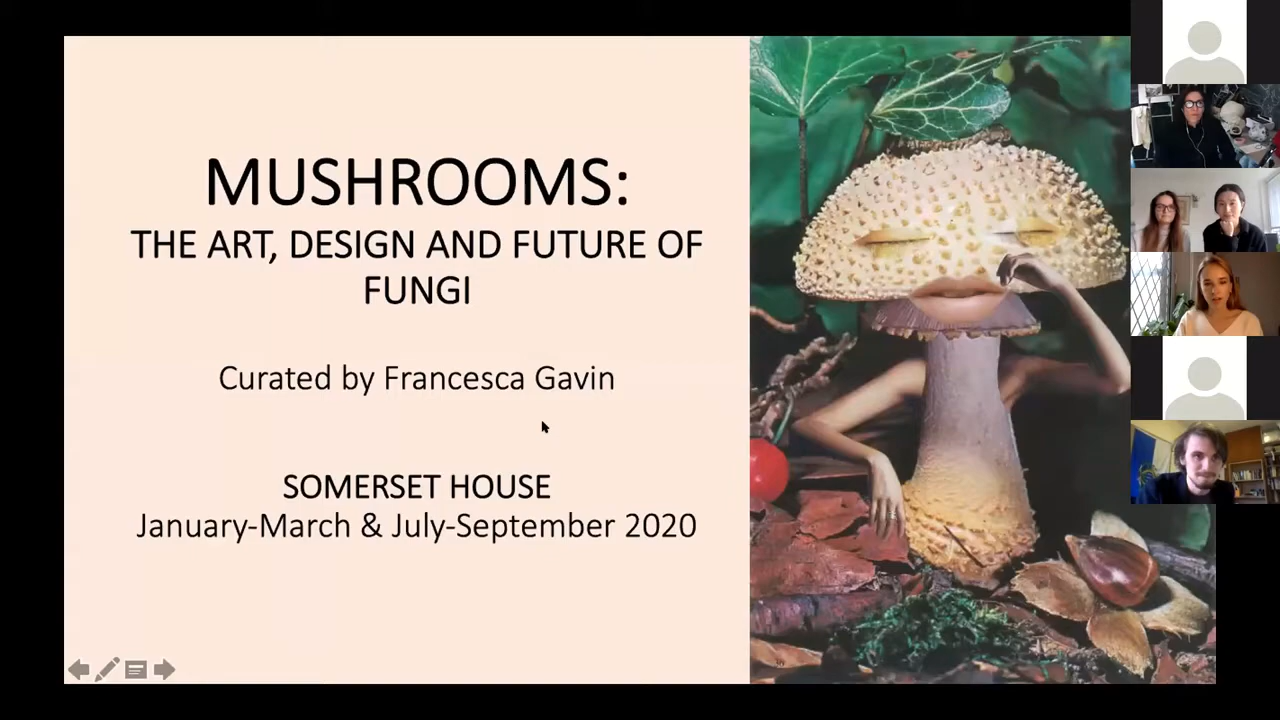 MUSHROOMS:
THE ART, DESIGN AND FUTURE OF
FUNGI
Curated by Francesca Gavin
SOMERSET HOUSE
January-March & July-September 2020